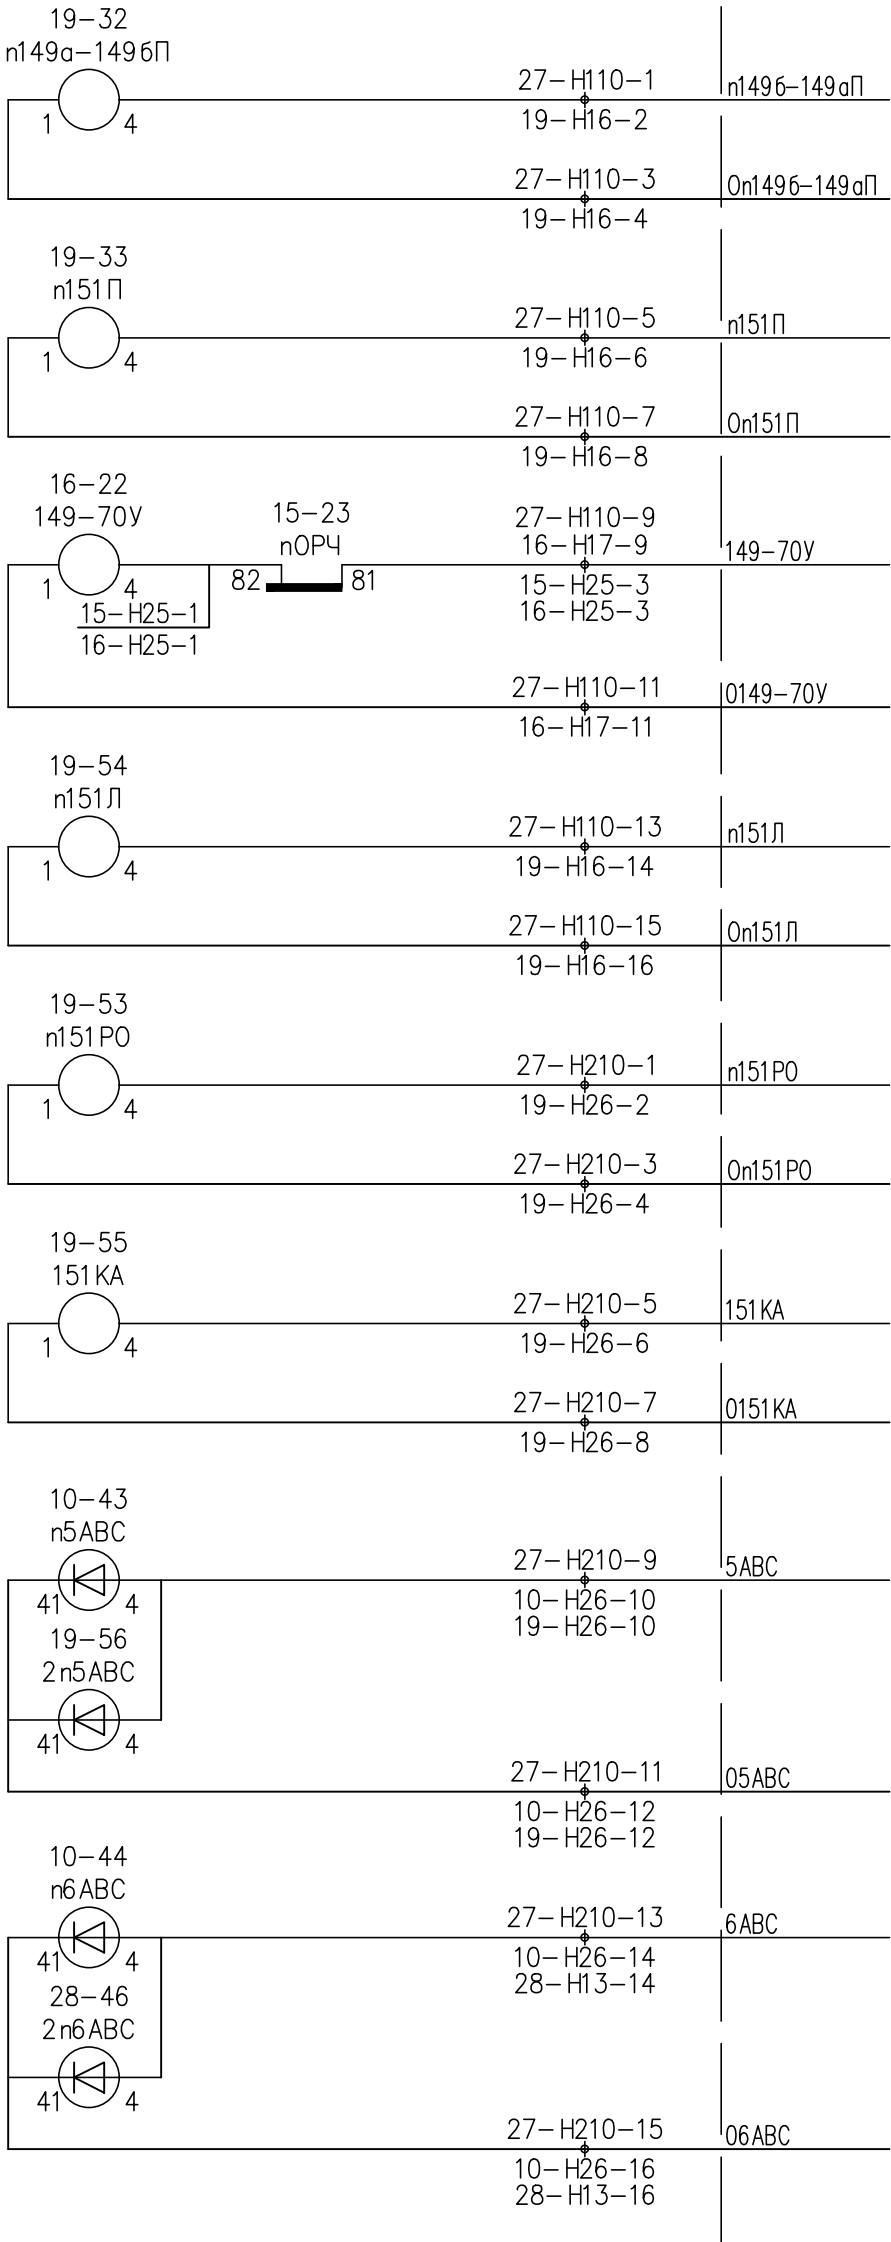 19-32
п149а-149бП
27-Н110-1
п149б-149аП
1
4
19-Н16-2
27-Н110-3
Оп149б-149аП
19-Н16-4
19-33
п151П
27-Н110-5
п151П
1
4
19-Н16-6
27-Н110-7
Оп151П
19-Н16-8
16-22
149-70У
15-23
пОРЧ
27-Н110-9
16-Н17-9
149-70У
1
4
82
81
15-Н25-3
16-Н25-3
15-Н25-1
16-Н25-1
27-Н110-11
0149-70У
16-Н17-11
19-54
п151Л
27-Н110-13
п151Л
1
4
19-Н16-14
27-Н110-15
Оп151Л
19-Н16-16
19-53
п151РО
27-Н210-1
п151РО
1
4
19-Н26-2
27-Н210-3
Оп151РО
19-Н26-4
19-55
151КА
27-Н210-5
151КА
1
4
19-Н26-6
27-Н210-7
0151КА
19-Н26-8
10-43
п5АВС
27-Н210-9
5АВС
41
4
10-Н26-10
19-Н26-10
19-56
2п5АВС
41
4
27-Н210-11
05АВС
10-Н26-12
19-Н26-12
10-44
п6АВС
27-Н210-13
6АВС
41
4
10-Н26-14
28-Н13-14
28-46
2п6АВС
41
4
27-Н210-15
06АВС
10-Н26-16
28-Н13-16